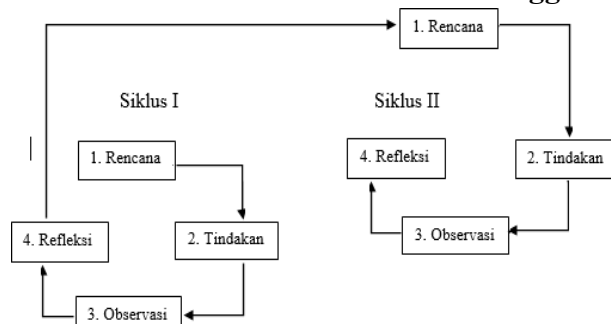 1. Rencana
Siklus I
Siklus II
1. Rencana
4. Refleksi
2. Tindakan
4. Refleksi
2. Tindakan
3. Observasi
3. Observasi